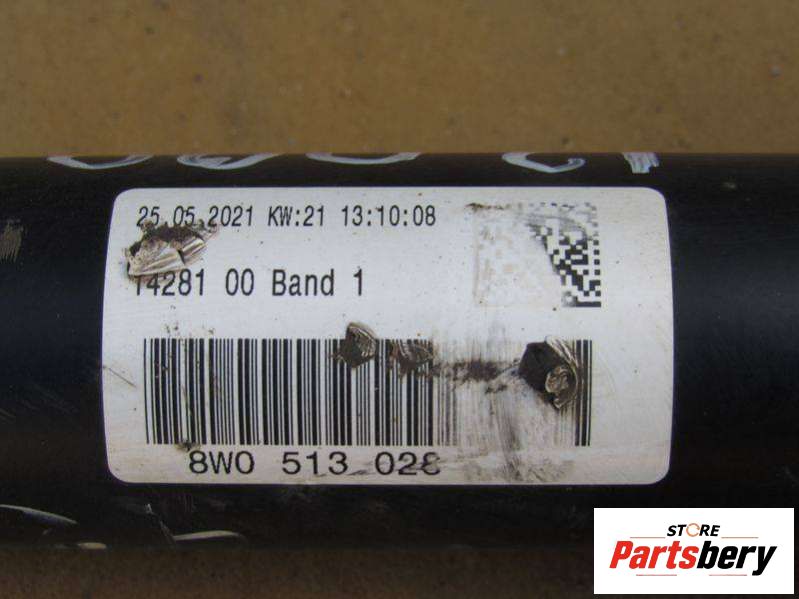 25.05.2021 KW:21 13:10:08
14281 00 Band 1
8W0 513 028
STORE
Partsbery